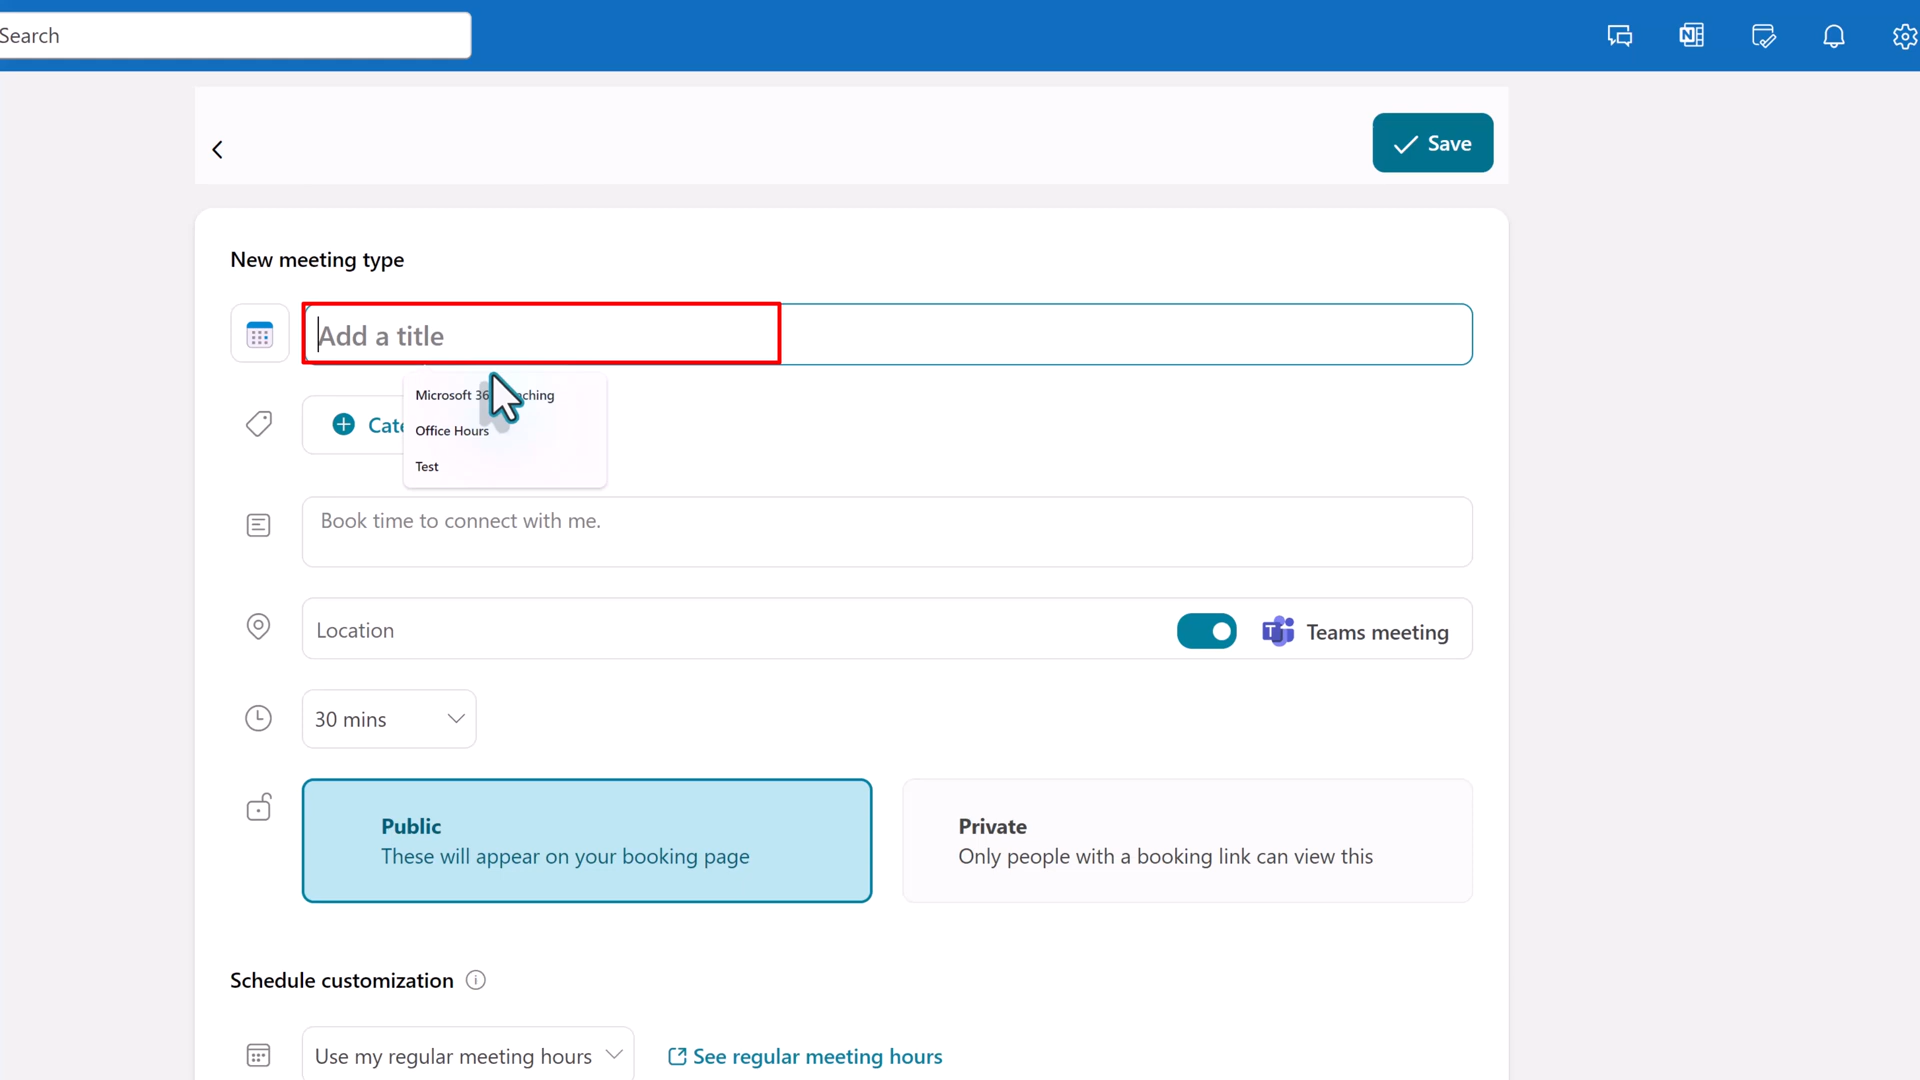 Search
Save
New meeting type
Add a title
Microsoft 36
ching
Office Hours
Test
Book time to connect with me.
Location
Teams meeting
30 mins
Public
These will appear on your booking page
Private
Only people with a booking link can view this
Schedule customization
Use my regular meeting hours
See regular meeting hours